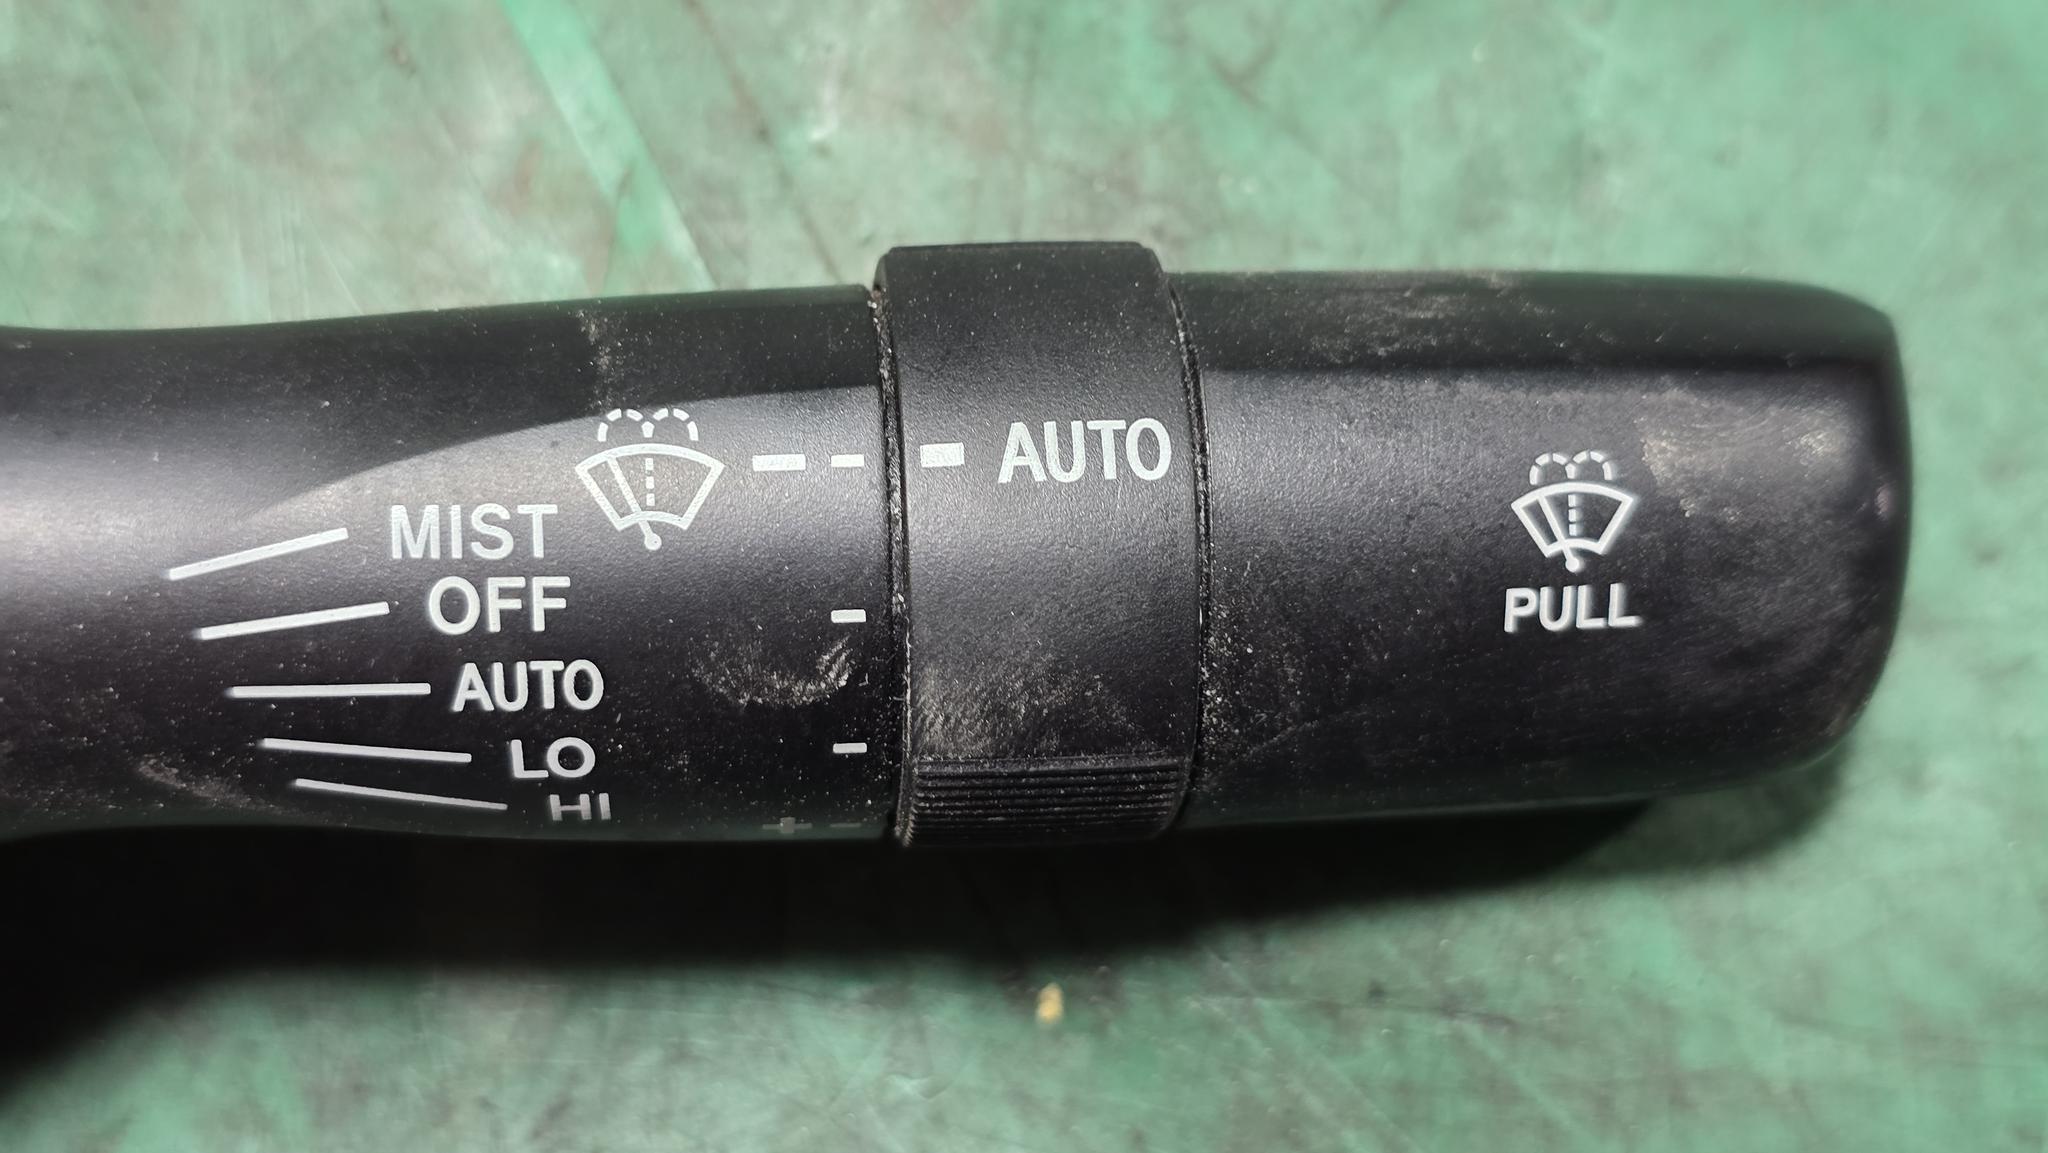 MIST
OFF
AUTO
LO
HI
+ -
AUTO
PULL